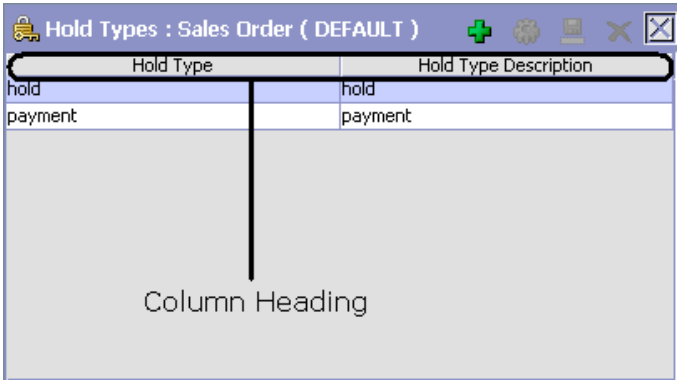 Hold Types : Sales Order ( DEFAULT )
Hold Type Hold Type Description
hold hold
payment payment
Column Heading